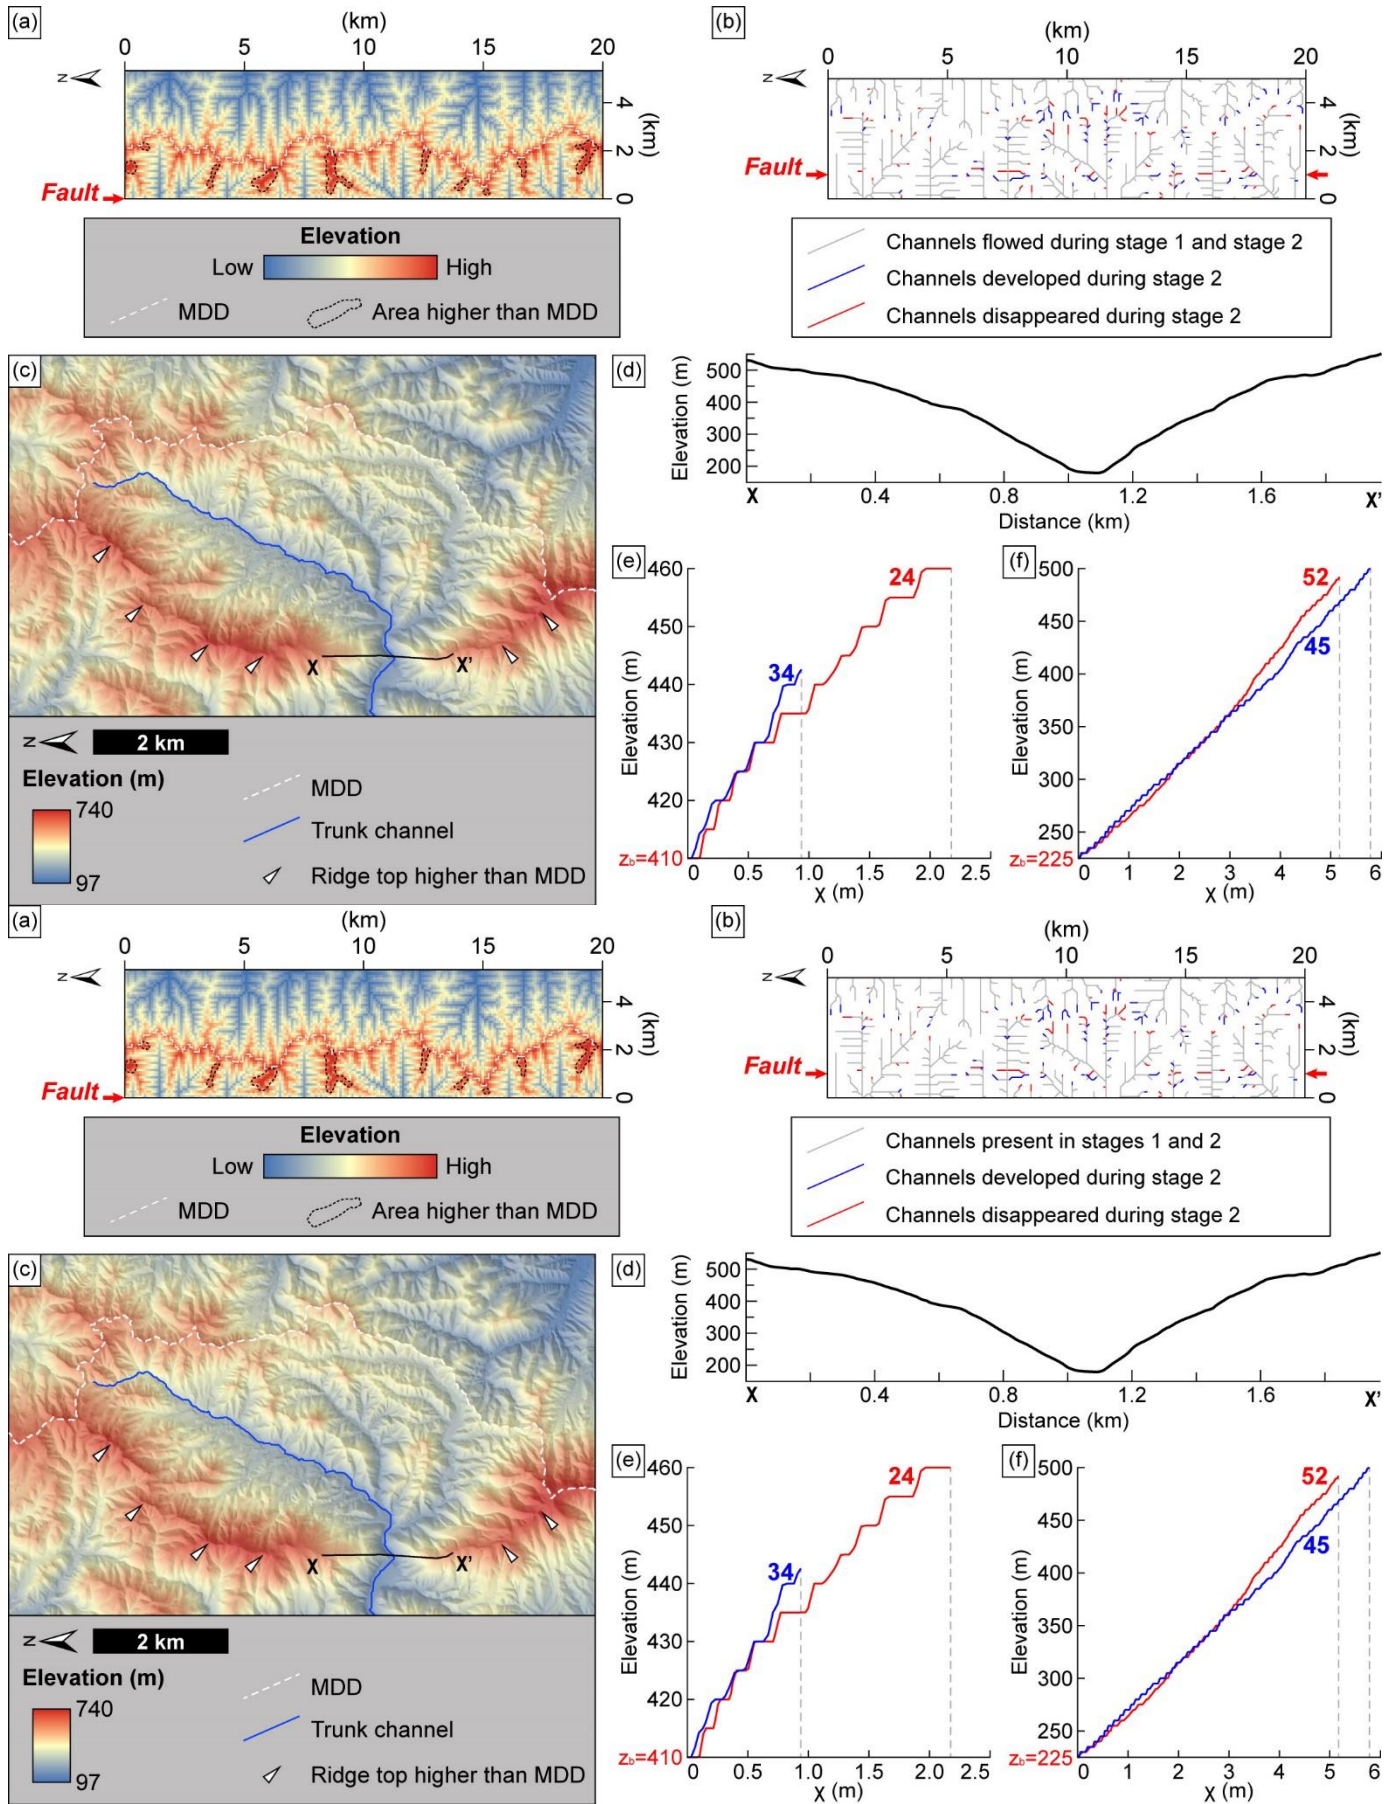 (a)
(km)
0 5 10 15 20
N
4
2
0
(km)
Fault
Elevation
Low High
MDD
Area higher than MDD
(b)
(km)
0 5 10 15 20
N
4
2
0
(km)
Fault
Channels flowed during stage 1 and stage 2
Channels developed during stage 2
Channels disappeared during stage 2
(c)
X X'
N
2 km
Elevation (m)
740
97
MDD
Trunk channel
Ridge top higher than MDD
(d)
Elevation (m)
500
400
300
200
X 0.4 0.8 1.2 1.6 X'
Distance (km)
(e)
Elevation (m)
460
450
440
430
420
zb=410
24
34
0 0.5 1.0 1.5 2.0 2.5
χ (m)
(f)
Elevation (m)
500
450
400
350
300
250
zb=225
52
45
0 1 2 3 4 5 6
χ (m)
(a)
(km)
0 5 10 15 20
N
4
2
0
(km)
Fault
Elevation
Low High
MDD
Area higher than MDD
(b)
(km)
0 5 10 15 20
N
4
2
0
(km)
Fault
Channels present in stages 1 and 2
Channels developed during stage 2
Channels disappeared during stage 2
(c)
X X'
N
2 km
Elevation (m)
740
97
MDD
Trunk channel
Ridge top higher than MDD
(d)
Elevation (m)
500
400
300
200
X 0.4 0.8 1.2 1.6 X'
Distance (km)
(e)
Elevation (m)
460
450
440
430
420
zb=410
24
34
0 0.5 1.0 1.5 2.0 2.5
χ (m)
(f)
Elevation (m)
500
450
400
350
300
250
zb=225
52
45
0 1 2 3 4 5 6
χ (m)